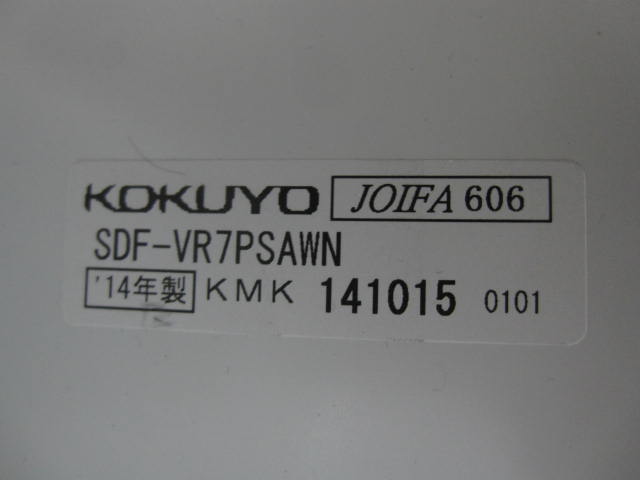 KOKUYO JOIFA 606
SDF-VR7PSAWN
'14年製 KMK 141015 0101